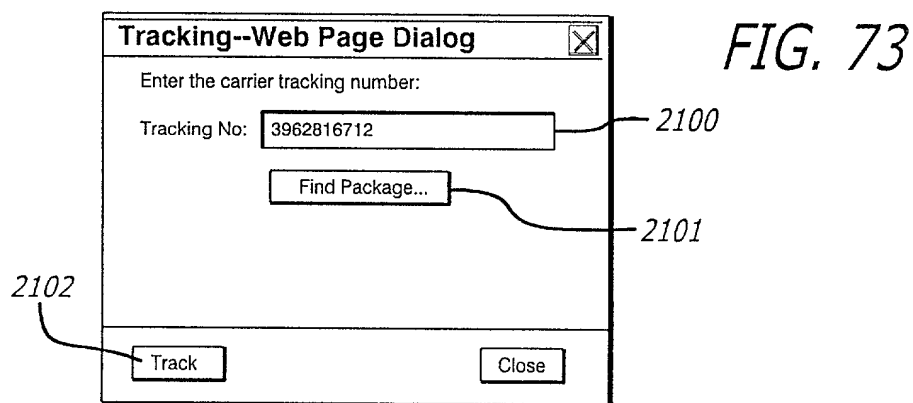 Tracking--Web Page Dialog
FIG. 73
Enter the carrier tracking number:
Tracking No: 3962816712
2100
Find Package...
2101
2102
Track
Close